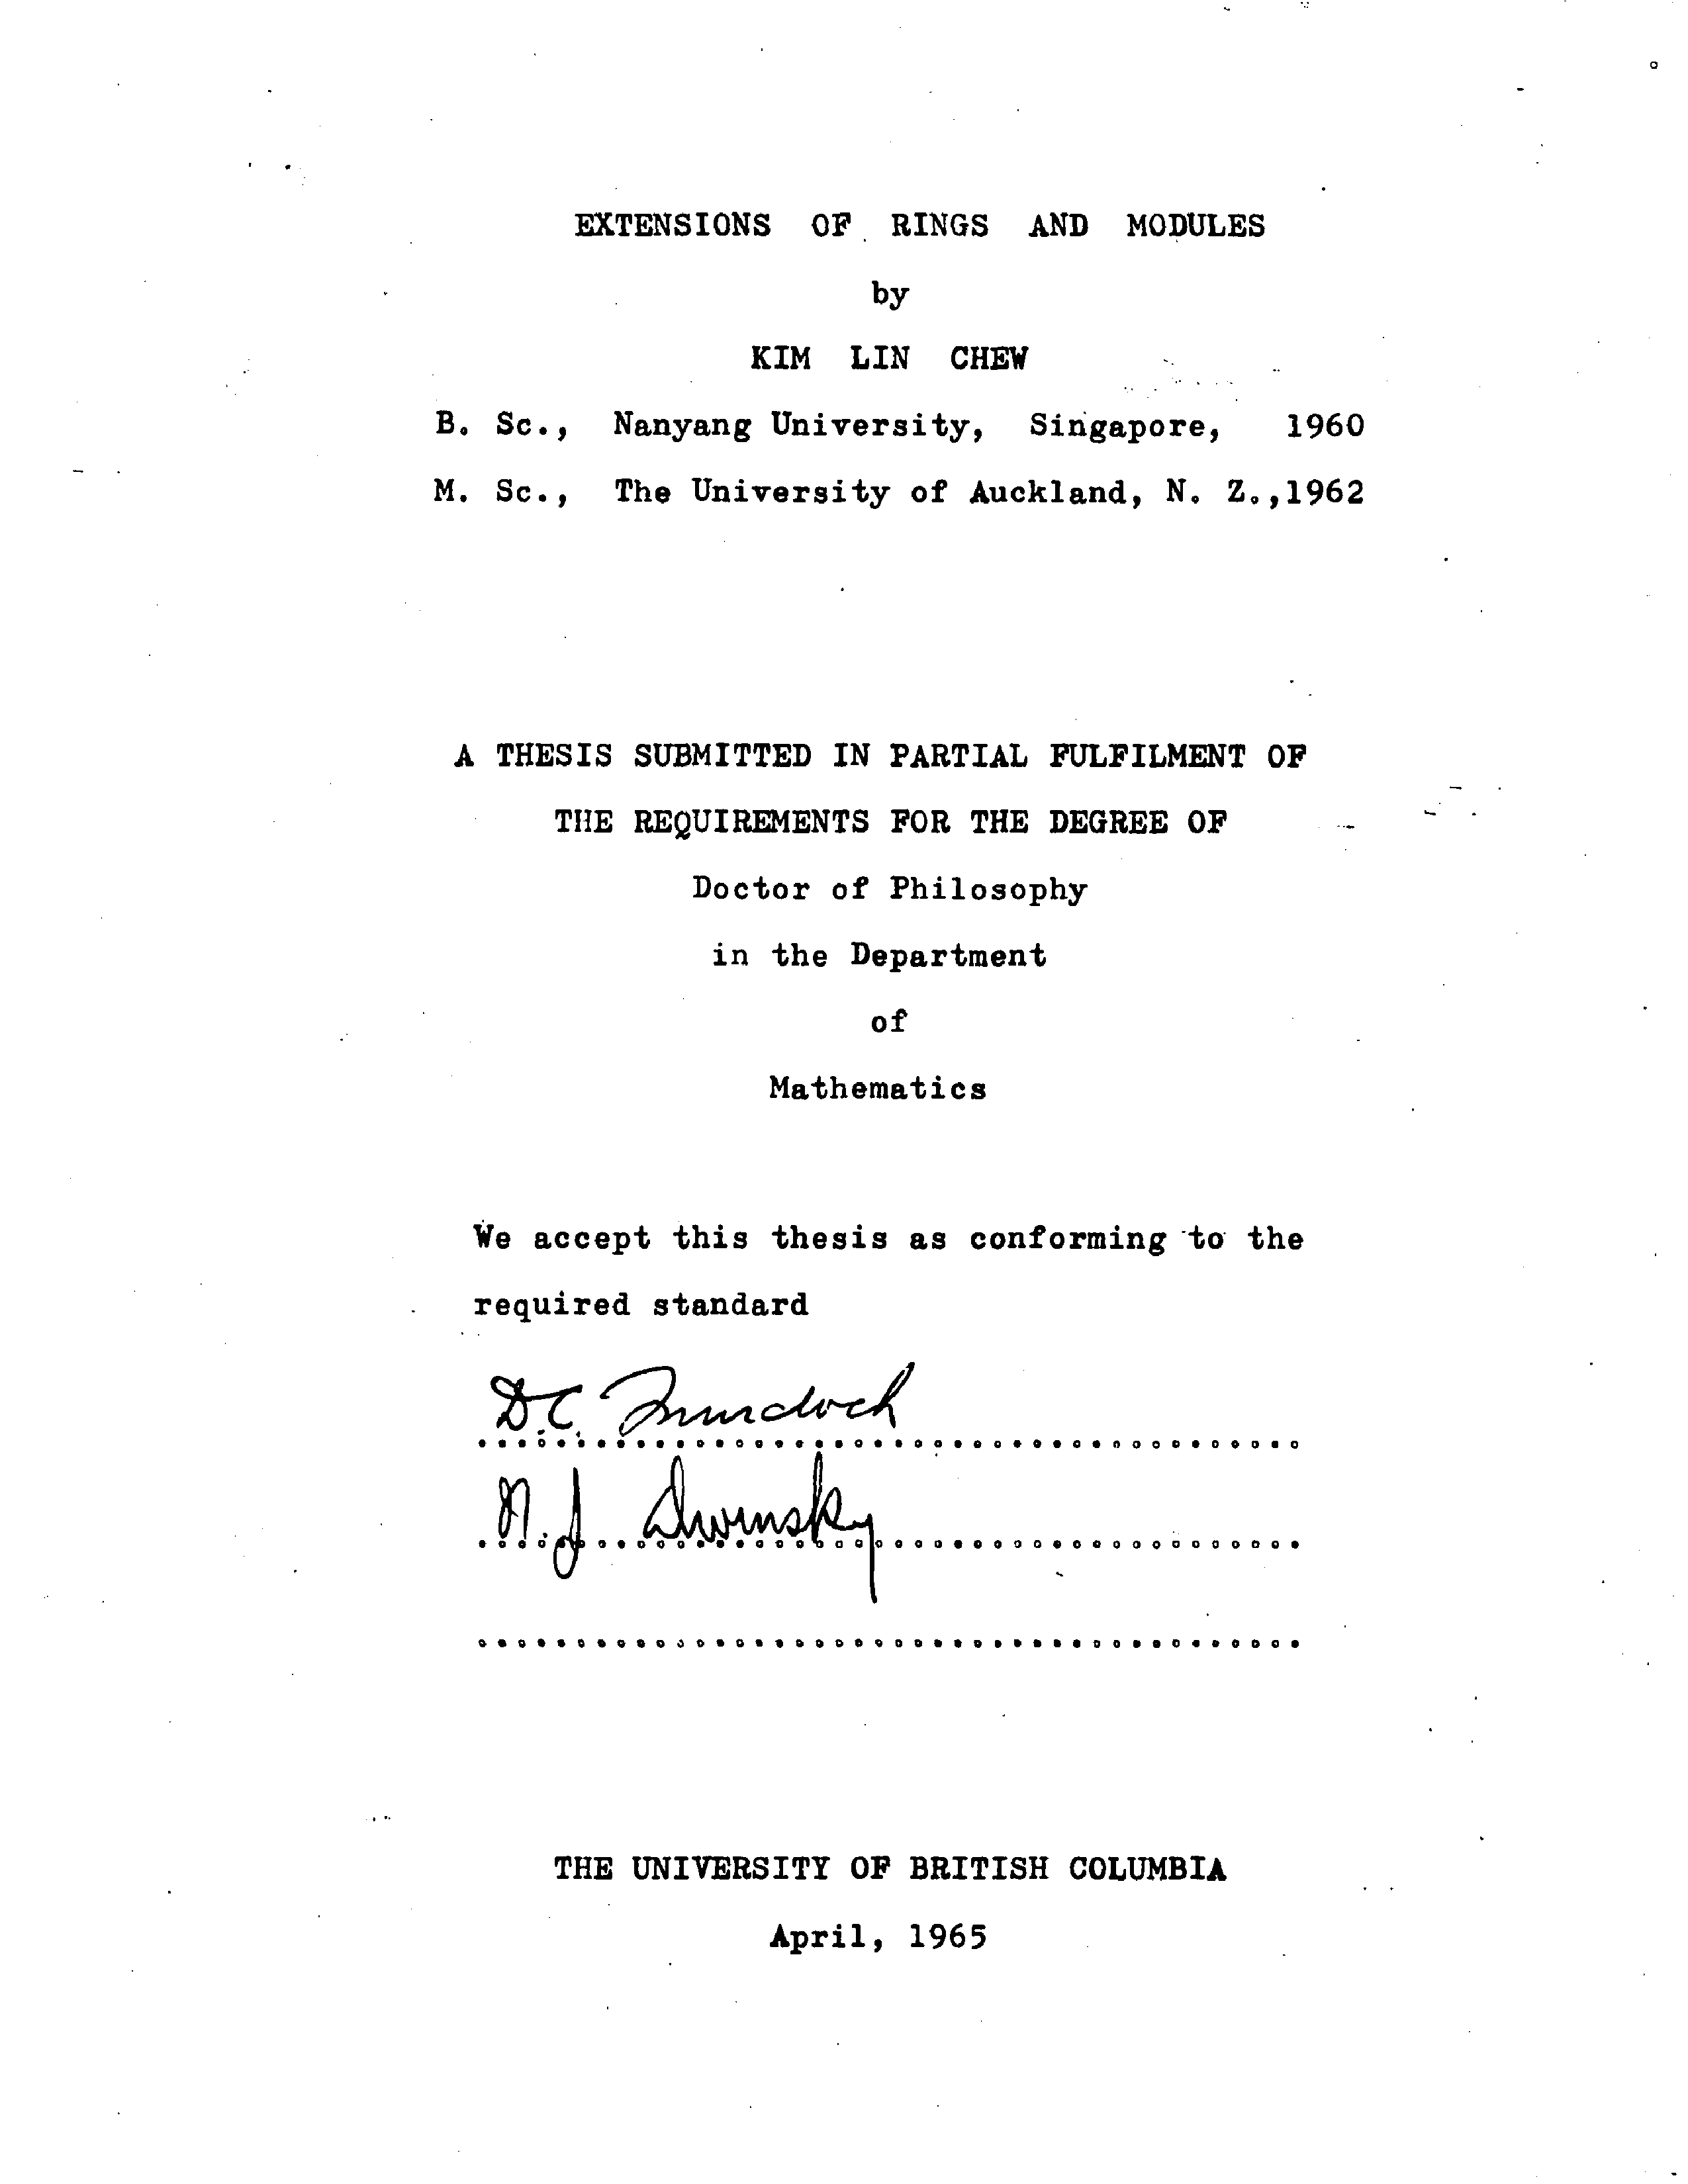 EXTENSIONS OF RINGS AND MODULES
by
KIM LIN CHEW
B. Sc., Nanyang University, Singapore, 1960
M. Sc., The University of Auckland, N. Z.,1962
A THESIS SUBMITTED IN PARTIAL FULFILMENT OF
THE REQUIREMENTS FOR THE DEGREE OF
Doctor of Philosophy
in the Department
of
Mathematics
We accept this thesis as conforming to the
required standard
D.C. Murdoch
N. J. Divinsky
THE UNIVERSITY OF BRITISH COLUMBIA
April, 1965